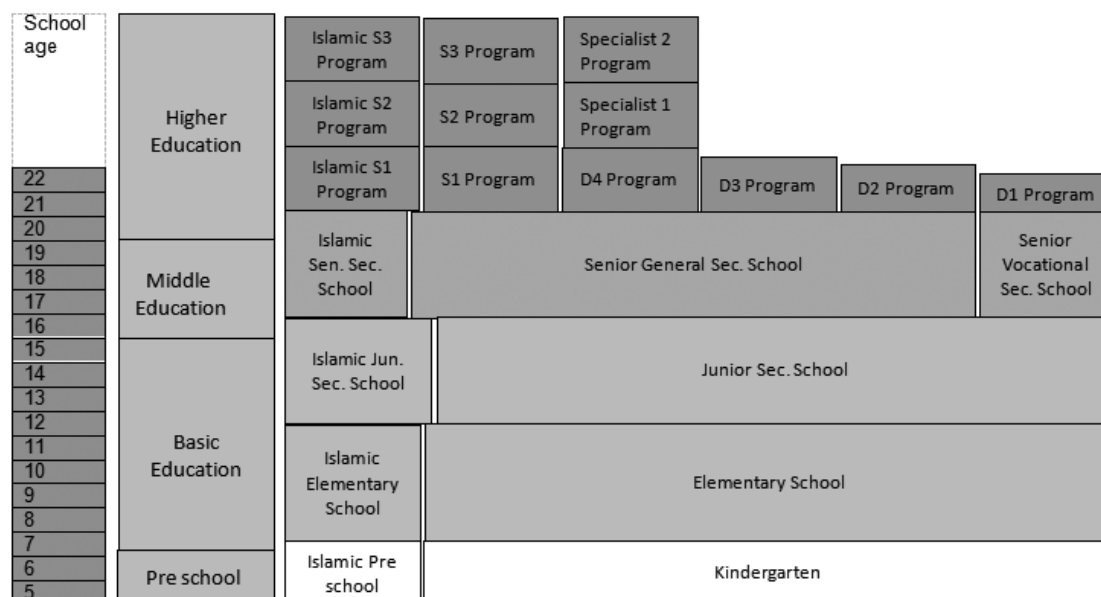 School
age
22
21
20
19
18
17
16
15
14
13
12
11
10
9
8
7
6
5
Higher
Education
Middle
Education
Basic
Education
Pre school
Islamic S3
Program
S3 Program
Specialist 2
Program
Islamic S2
Program
S2 Program
Specialist 1
Program
Islamic S1
Program
S1 Program
D4 Program
D3 Program
D2 Program
D1 Program
Islamic
Sen. Sec.
School
Senior General Sec. School
Senior
Vocational
Sec. School
Islamic Jun.
Sec. School
Junior Sec. School
Islamic
Elementary
School
Elementary School
Islamic Pre
school
Kindergarten